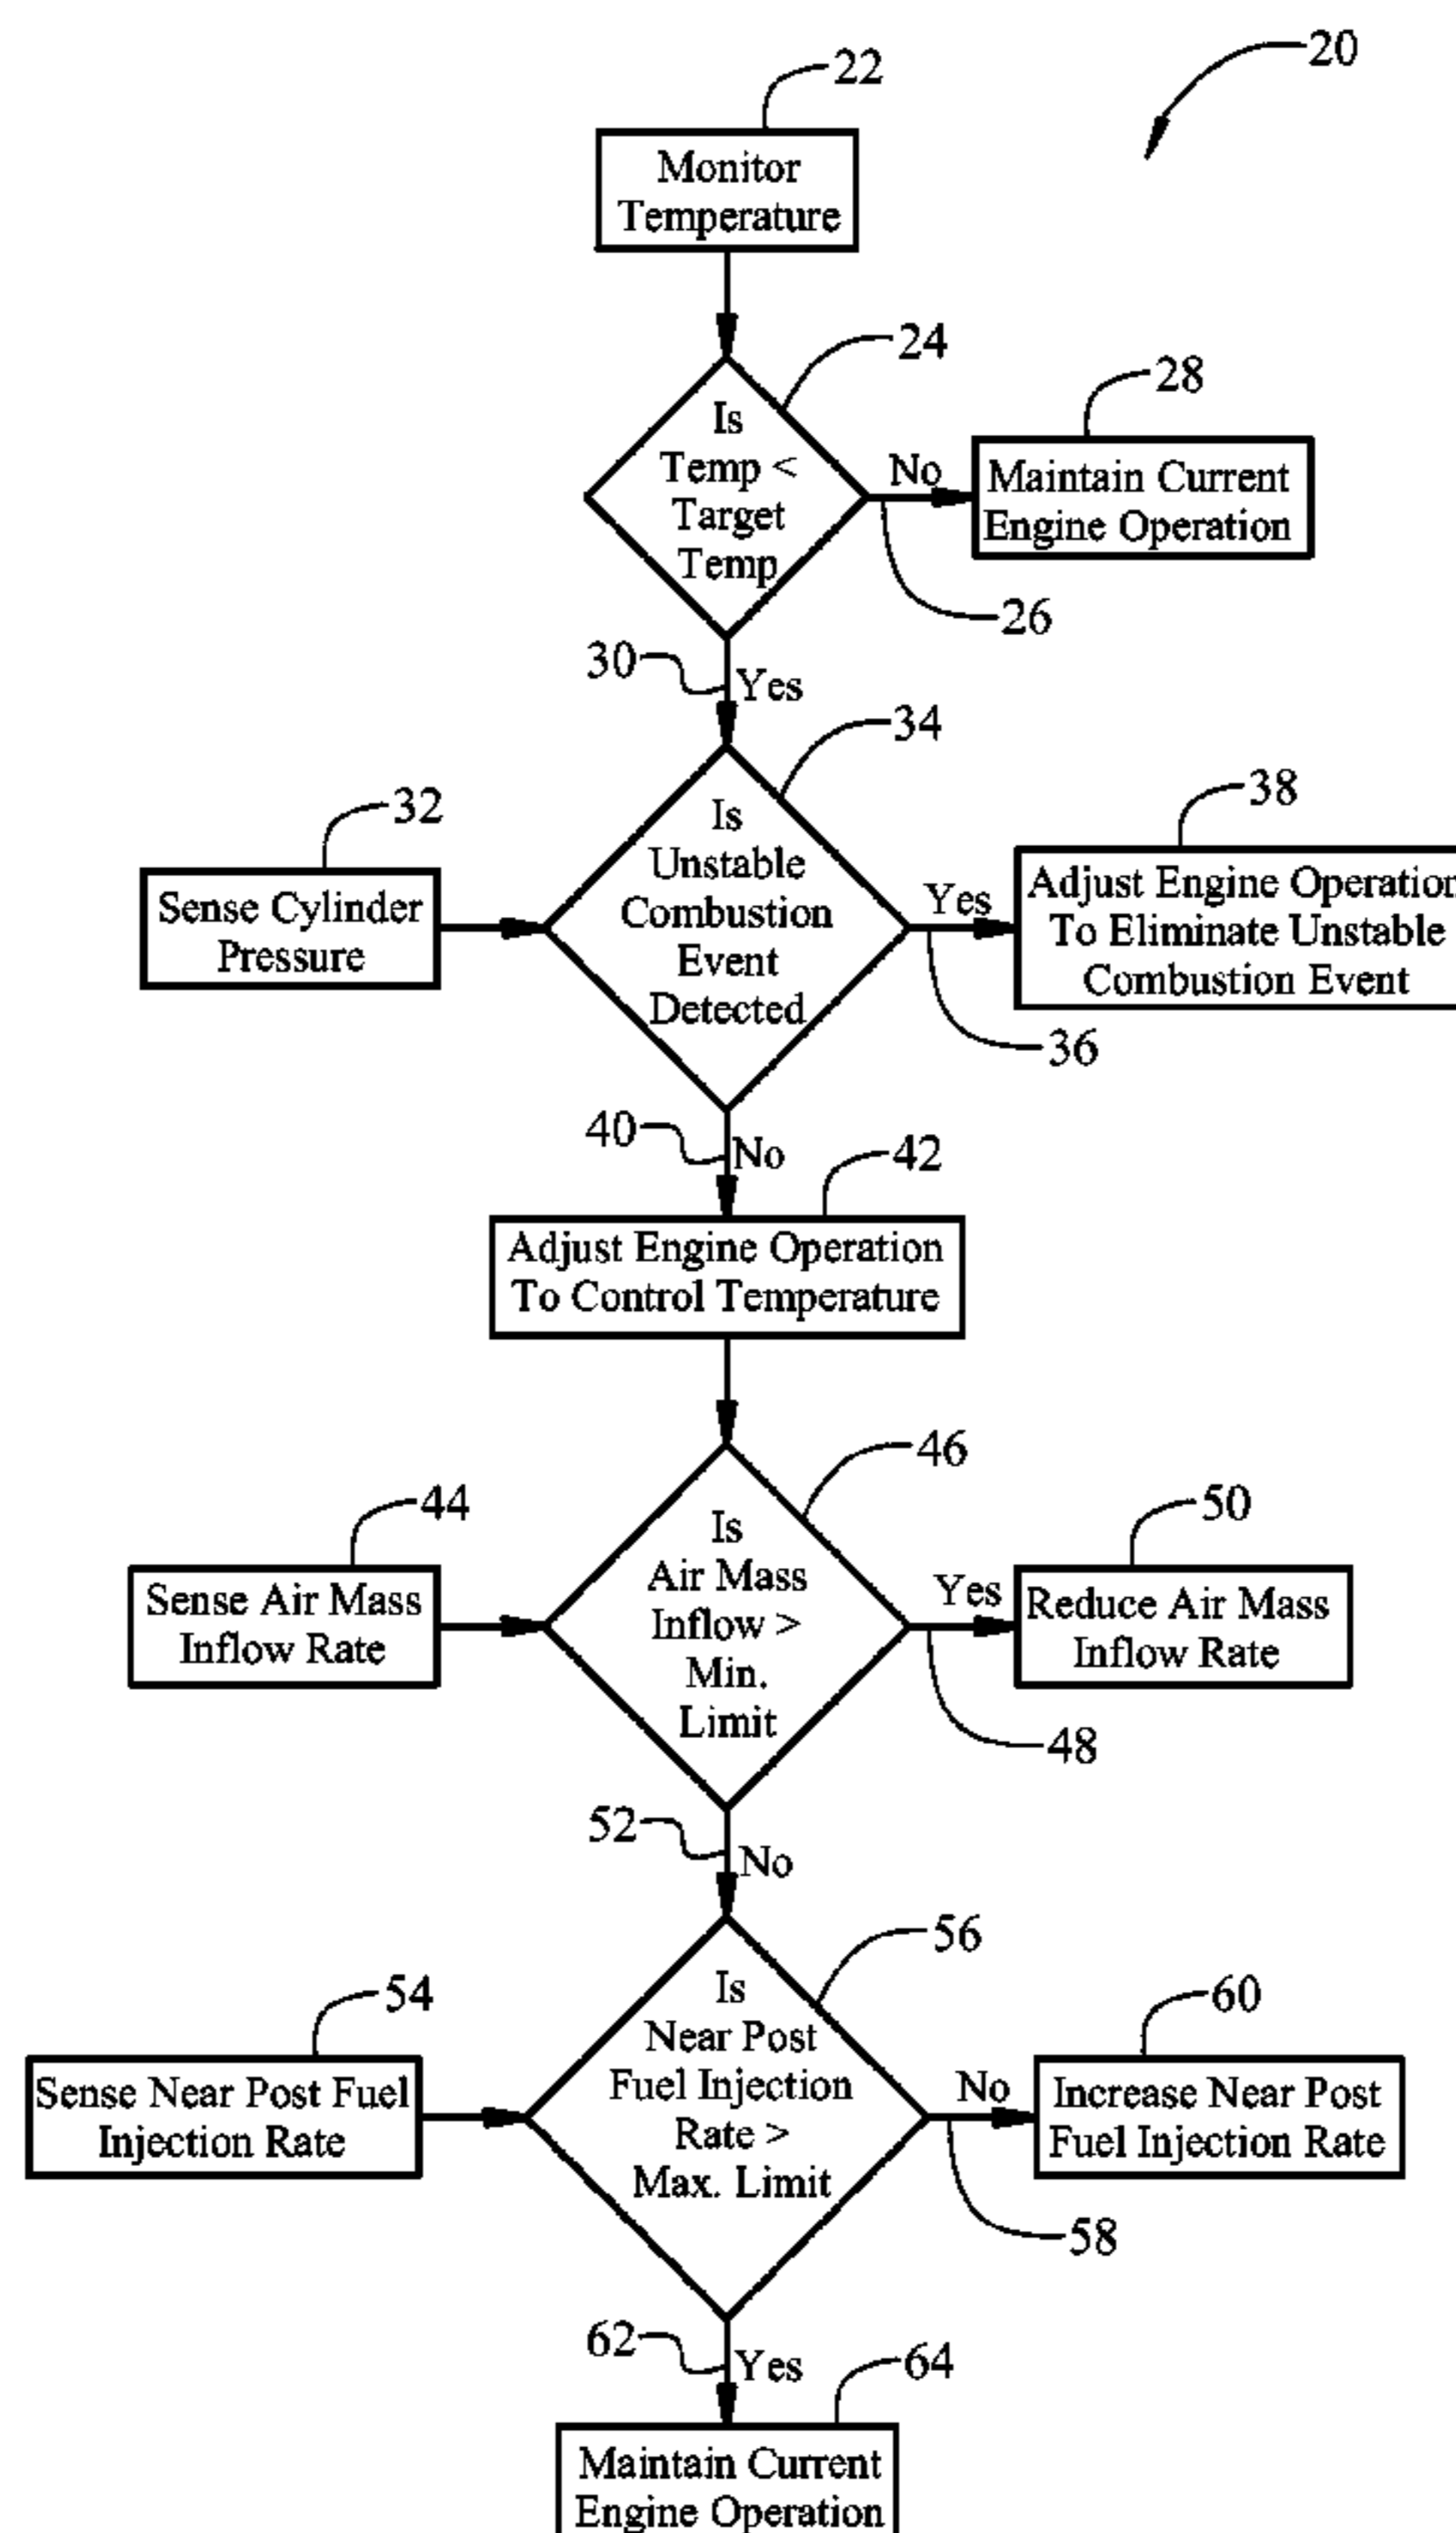 20
22
Monitor
Temperature
24
Is
Temp <
Target
Temp
No
26
28
Maintain Current
Engine Operation
30
Yes
32
Sense Cylinder
Pressure
34
Is
Unstable
Combustion
Event
Detected
Yes
36
38
Adjust Engine Operation
To Eliminate Unstable
Combustion Event
40
No
42
Adjust Engine Operation
To Control Temperature
44
Sense Air Mass
Inflow Rate
46
Is
Air Mass
Inflow >
Min.
Limit
Yes
48
50
Reduce Air Mass
Inflow Rate
52
No
54
Sense Near Post Fuel
Injection Rate
56
Is
Near Post
Fuel Injection
Rate >
Max. Limit
No
58
60
Increase Near Post
Fuel Injection Rate
62
Yes
64
Maintain Current
Engine Operation